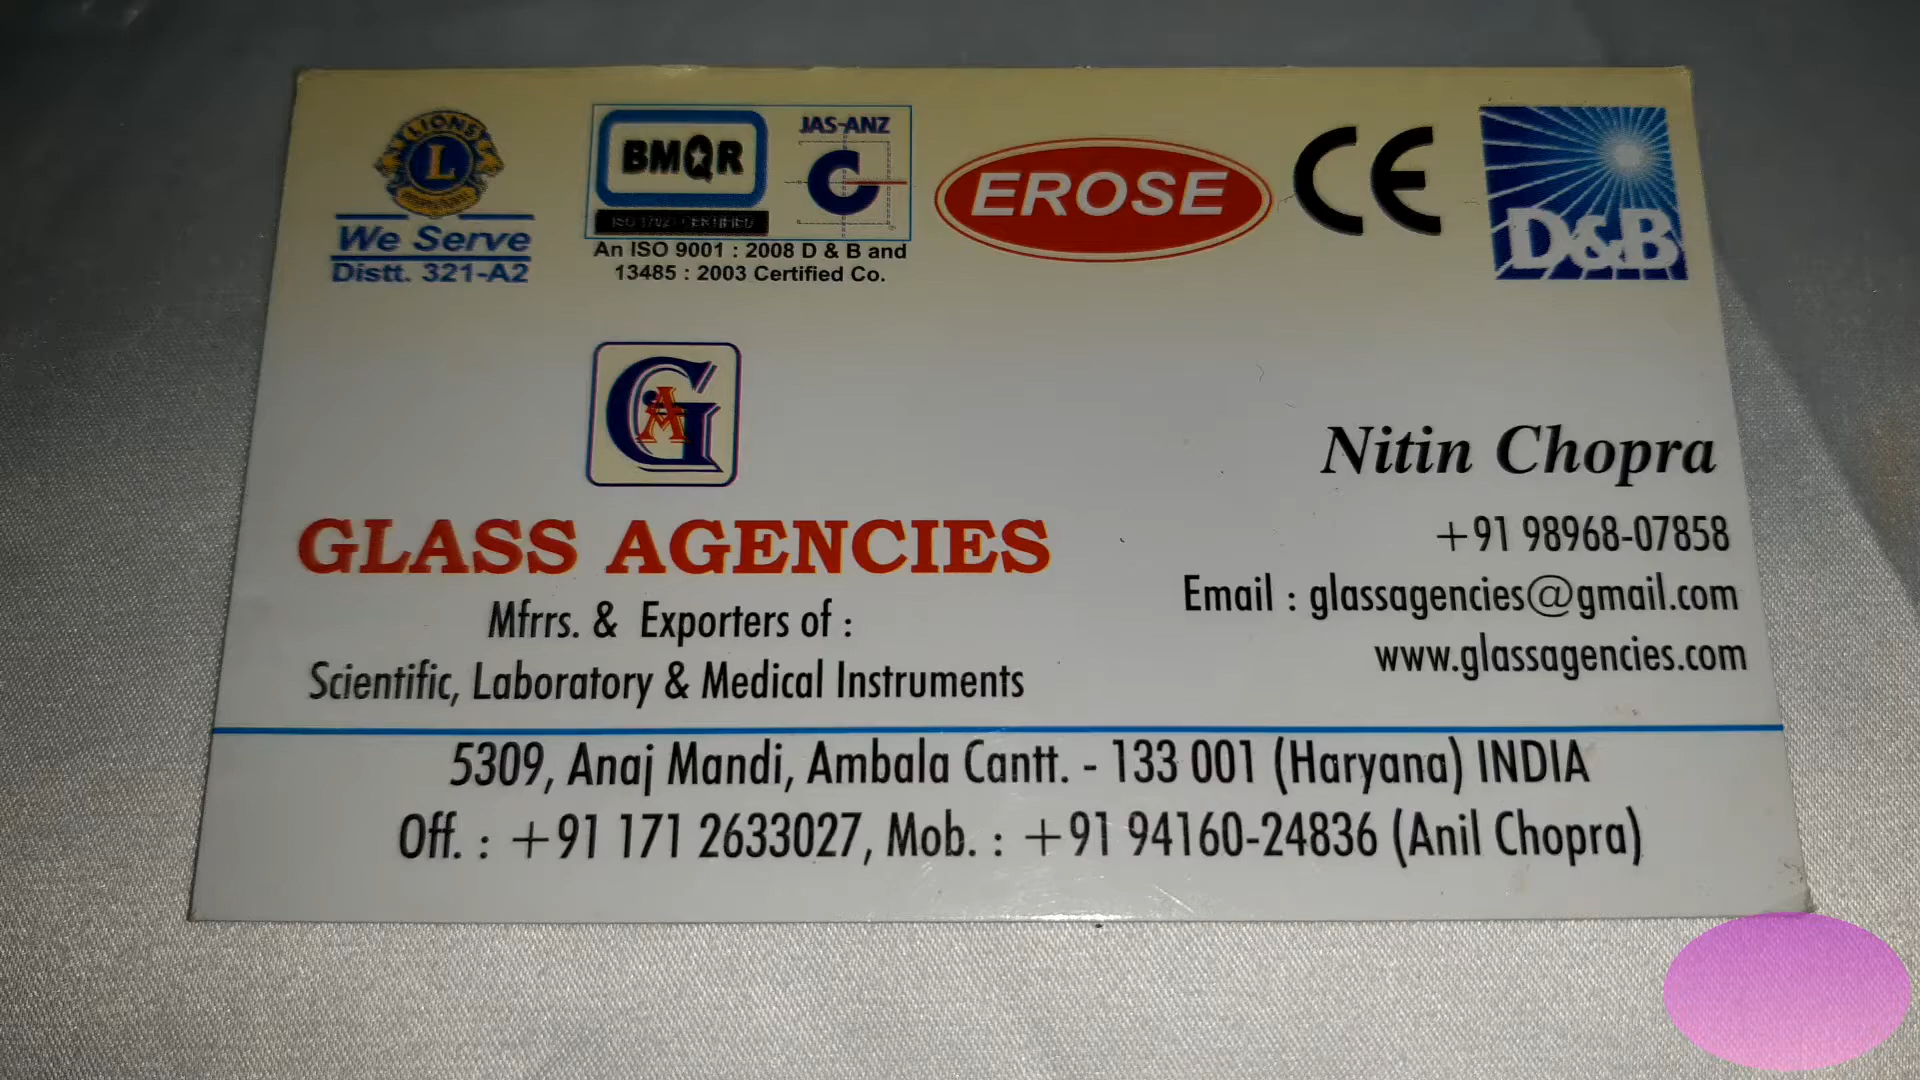 LIONS
L
We Serve
Distt. 321-A2
BMQR
JAS-ANZ
C
An ISO 9001 : 2008 D & B and
13485 : 2003 Certified Co.
EROSE
CE
D&B
GA
GLASS AGENCIES
Mfrrs. & Exporters of :
Scientific, Laboratory & Medical Instruments
Nitin Chopra
+91 98968-07858
Email : glassagencies@gmail.com
www.glassagencies.com
5309, Anaj Mandi, Ambala Cantt. - 133 001 (Haryana) INDIA
Off. : +91 171 2633027, Mob. : +91 94160-24836 (Anil Chopra)